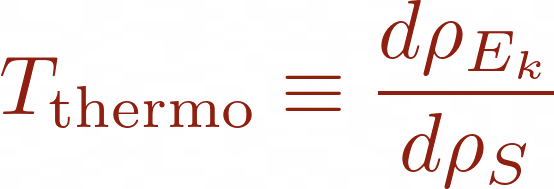 T_thermo ≡ dρ_{E_k} / dρ_S